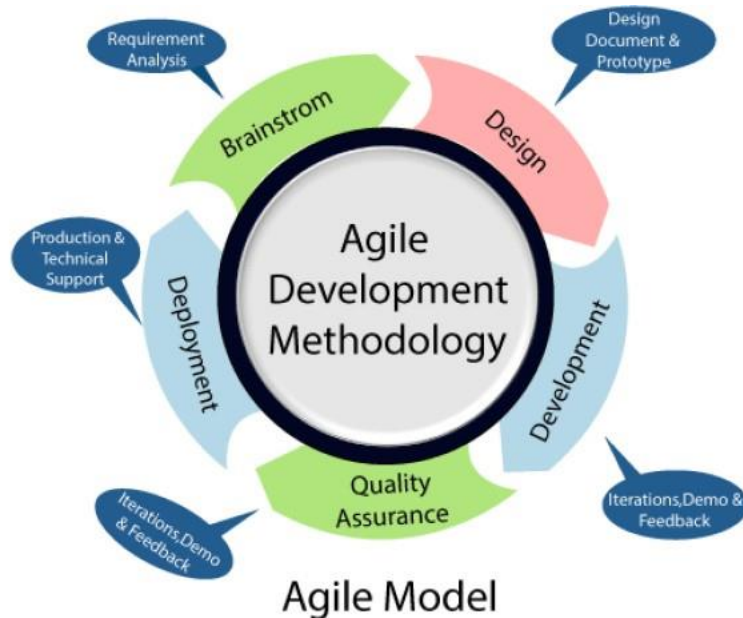 Requirement
Analysis
Brainstrom
Design
Document &
Prototype
Design
Production &
Technical
Support
Deployment
Agile
Development
Methodology
Development
Iterations,Demo &
Feedback
Quality
Assurance
Iterations,Demo
& Feedback
Agile Model